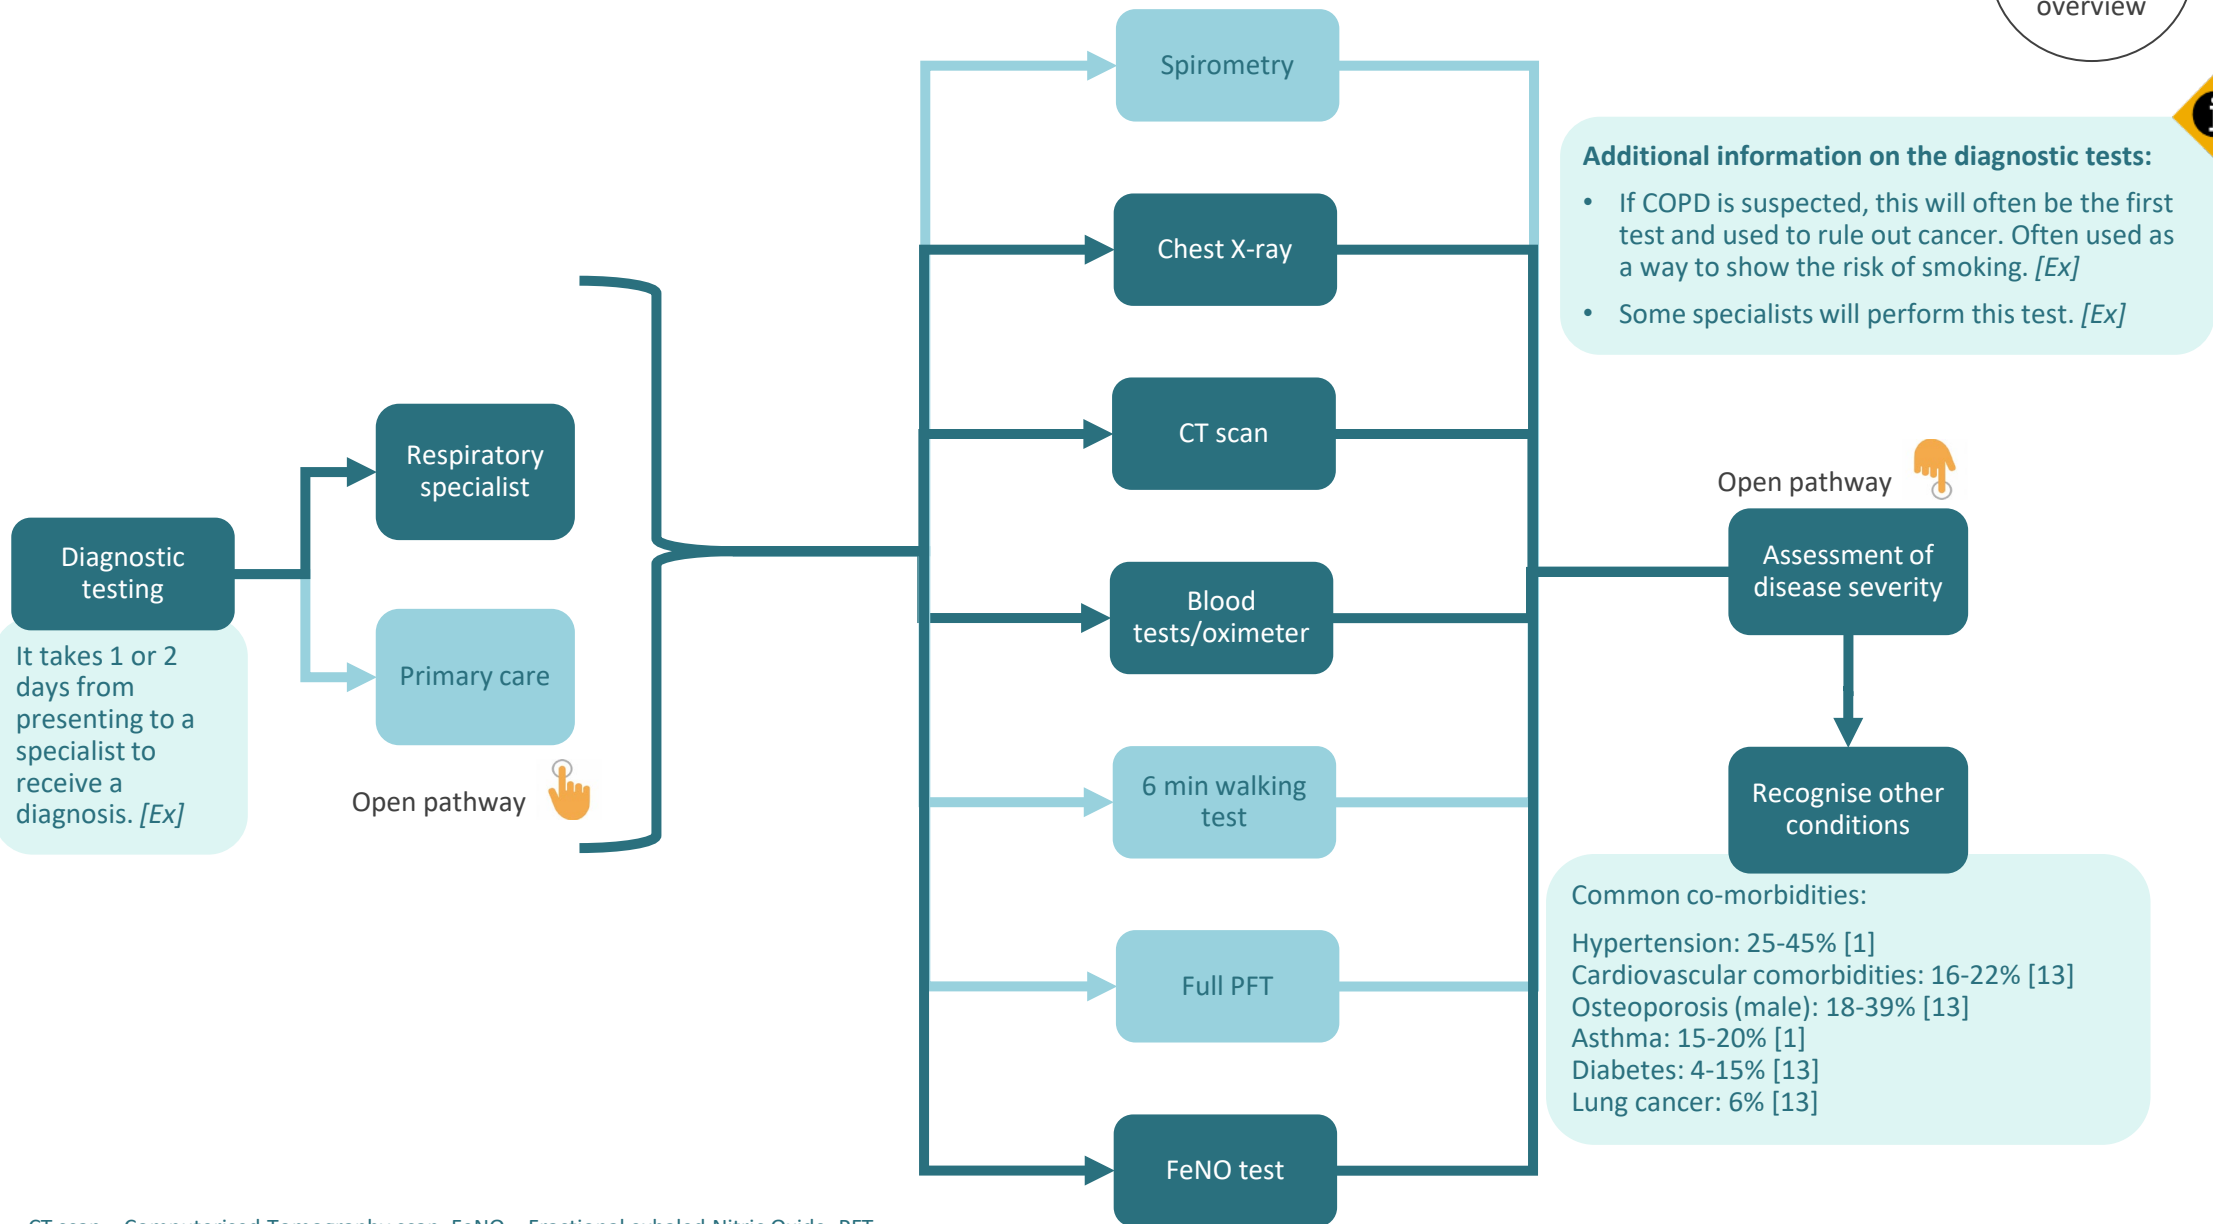 overview
Spirometry
Additional information on the diagnostic tests:
• If COPD is suspected, this will often be the first
test and used to rule out cancer. Often used as
a way to show the risk of smoking. [Ex]
• Some specialists will perform this test. [Ex]
Chest X-ray
CT scan
Respiratory
specialist
Open pathway
Diagnostic
testing
Assessment of
disease severity
Blood
tests/oximeter
It takes 1 or 2
days from
presenting to a
specialist to
receive a
diagnosis. [Ex]
Primary care
Open pathway
6 min walking
test
Recognise other
conditions
Common co-morbidities:
Hypertension: 25-45% [1]
Cardiovascular comorbidities: 16-22% [13]
Osteoporosis (male): 18-39% [13]
Asthma: 15-20% [1]
Diabetes: 4-15% [13]
Lung cancer: 6% [13]
Full PFT
FeNO test